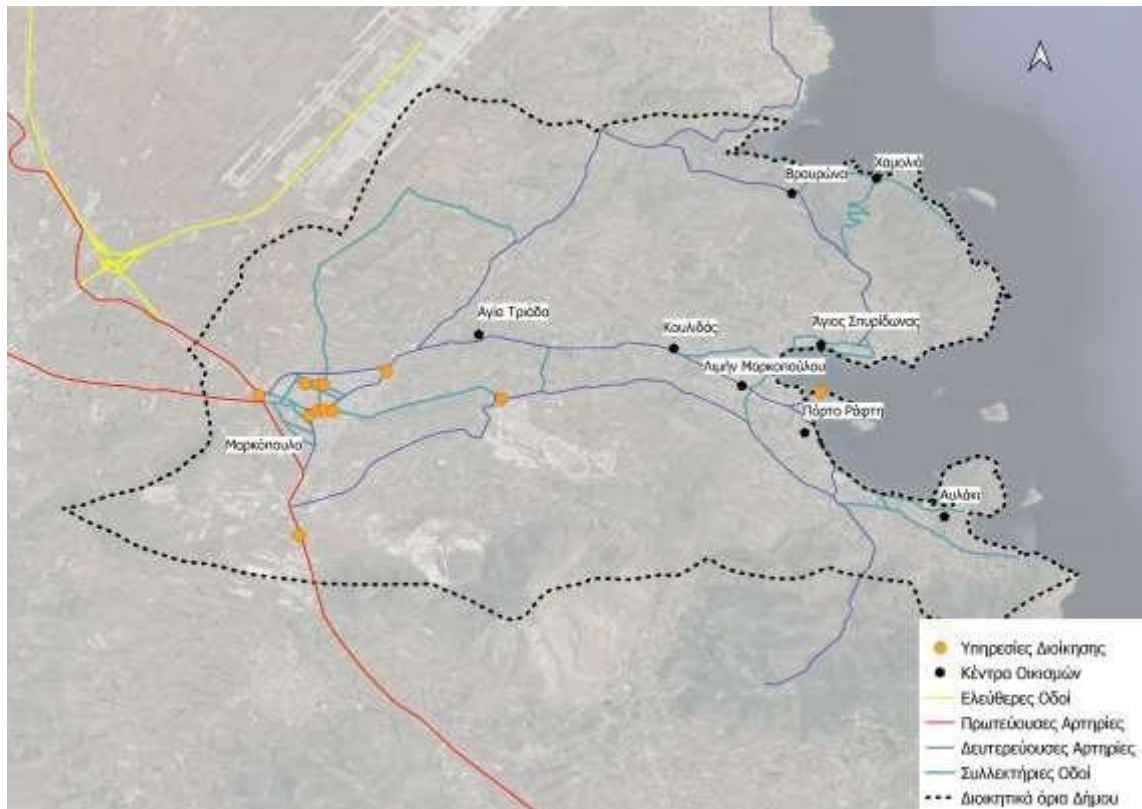 Χαμολιά
Βραυρώνα
Αγία Τριάδα
Κουλιδάς
Άγιος Σπυρίδωνας
Λιμήν Μαρκοπούλου
Πόρτο Ράφτη
Μαρκόπουλο
Αυλάκι
Υπηρεσίες Διοίκησης
Κέντρα Οικισμών
Ελεύθερες Οδοί
Πρωτεύουσες Αρτηρίες
Δευτερεύουσες Αρτηρίες
Συλλεκτήριες Οδοί
Διοικητικά όρια Δήμου